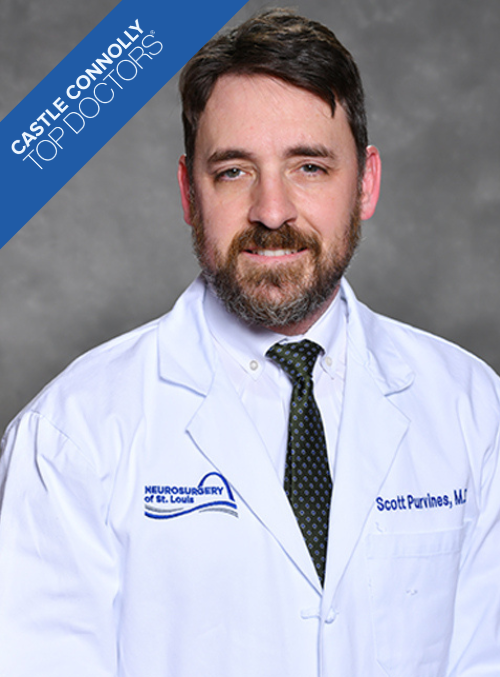 CASTLE CONNOLLY
TOP DOCTORS®
NEUROSURGERY
of St. Louis
Scott Purvines, M.D